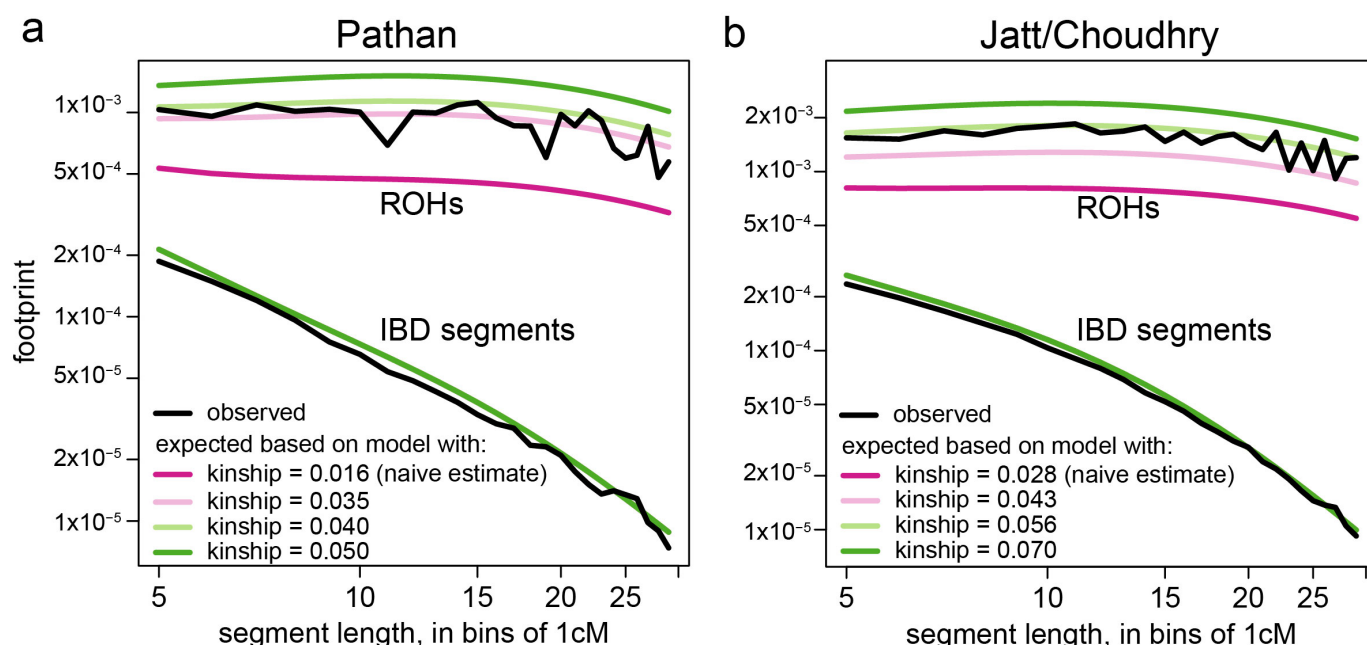 a
Pathan
footprint
1x10⁻³
5x10⁻⁴
2x10⁻⁴
1x10⁻⁴
5x10⁻⁵
2x10⁻⁵
1x10⁻⁵
ROHs
IBD segments
observed
expected based on model with:
kinship = 0.016 (naive estimate)
kinship = 0.035
kinship = 0.040
kinship = 0.050
5
10
15
20
25
segment length, in bins of 1cM
b
Jatt/Choudhry
2x10⁻³
1x10⁻³
5x10⁻⁴
2x10⁻⁴
1x10⁻⁴
5x10⁻⁵
2x10⁻⁵
1x10⁻⁵
ROHs
IBD segments
observed
expected based on model with:
kinship = 0.028 (naive estimate)
kinship = 0.043
kinship = 0.056
kinship = 0.070
5
10
15
20
25
segment length, in bins of 1cM